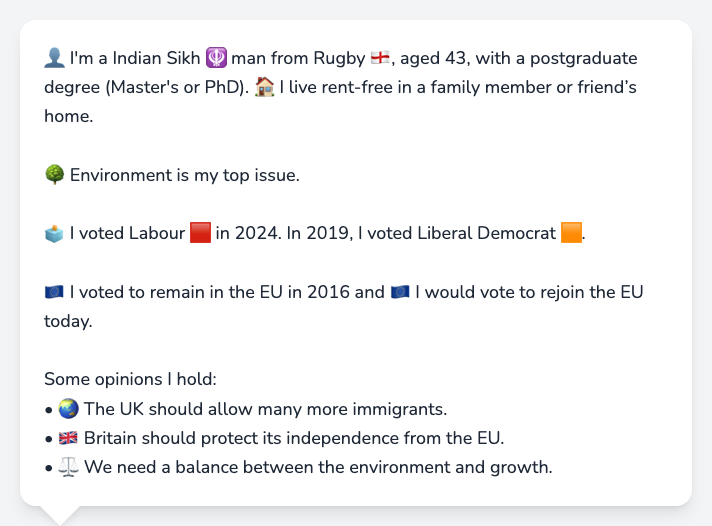 👤 I'm a Indian Sikh 🪯 man from Rugby 🏴󠁧󠁢󠁥󠁮󠁧󠁿, aged 43, with a postgraduate
degree (Master's or PhD). 🏠 I live rent-free in a family member or friend’s
home.
🌳 Environment is my top issue.
🗳️ I voted Labour 🟥 in 2024. In 2019, I voted Liberal Democrat 🟧.
🇪🇺 I voted to remain in the EU in 2016 and 🇪🇺 I would vote to rejoin the EU
today.
Some opinions I hold:
• 🌏 The UK should allow many more immigrants.
• 🇬🇧 Britain should protect its independence from the EU.
• ⚖️ We need a balance between the environment and growth.